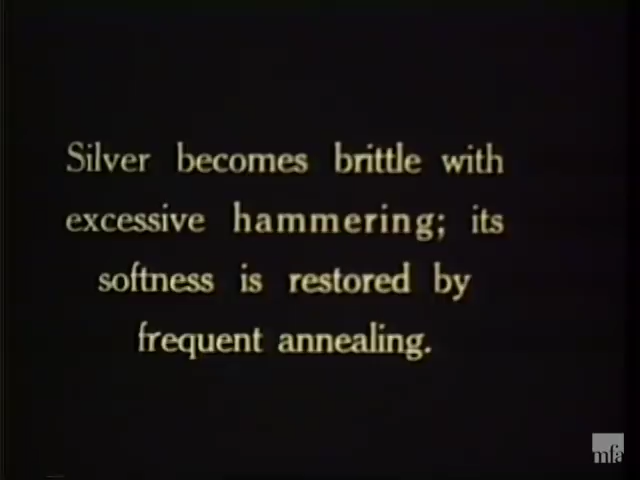 Silver becomes brittle with
excessive hammering; its
softness is restored by
frequent annealing.
mfa